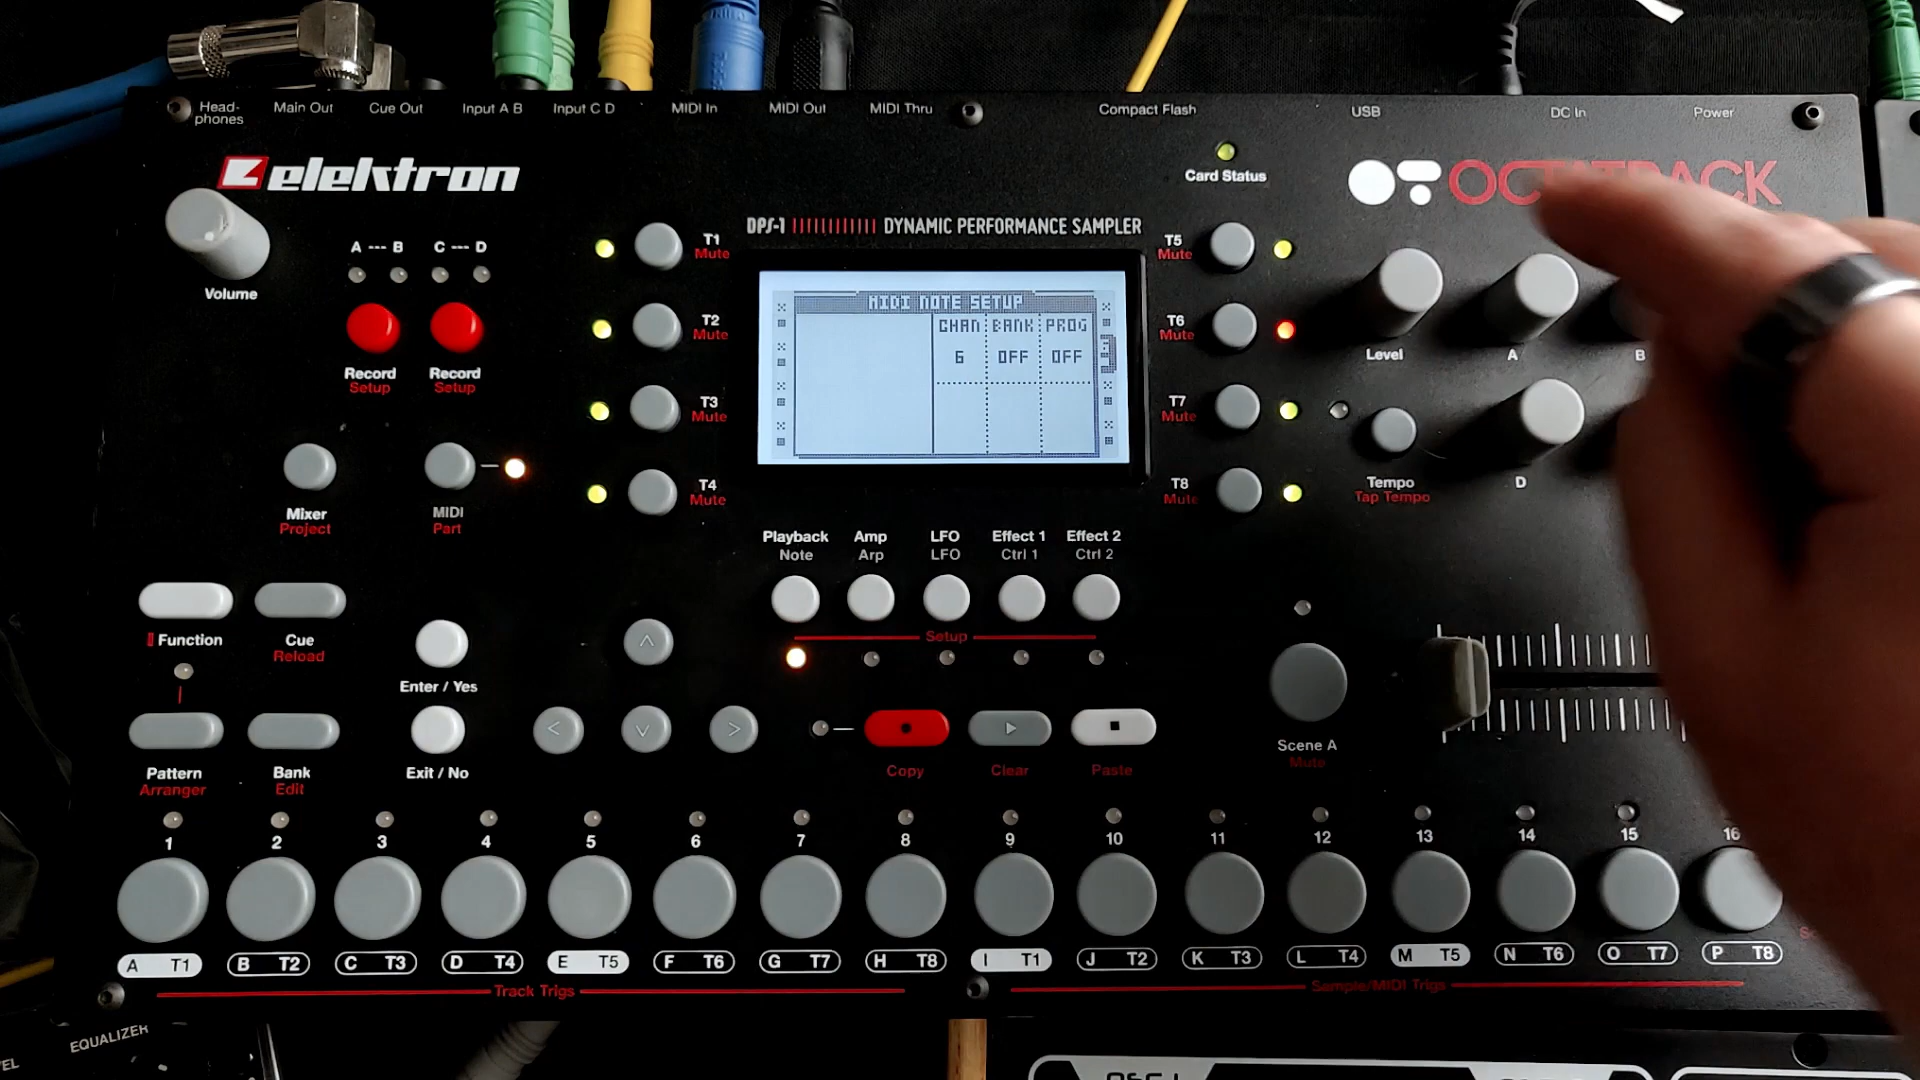 Head-
phones
Main Out
Cue Out
Input A B
Input C D
MIDI In
MIDI Out
MIDI Thru
Compact Flash
USB
DC In
Power
elektron
Card Status
OCTATRACK
DPS-1 DYNAMIC PERFORMANCE SAMPLER
Volume
A --- B C --- D
Record
Setup
Record
Setup
T1
Mute
T2
Mute
T3
Mute
T4
Mute
MIDI NOTE SETUP
CHAN BANK PROG
6 OFF OFF
T5
Mute
T6
Mute
T7
Mute
T8
Mute
Level
A
B
D
Tempo
Tap Tempo
Mixer
Project
MIDI
Part
Playback
Note
Amp
Arp
LFO
LFO
Effect 1
Ctrl 1
Effect 2
Ctrl 2
Setup
Function
Cue
Reload
Enter / Yes
Exit / No
Pattern
Arranger
Bank
Edit
Copy
Clear
Paste
Scene A
Mute
1 2 3 4 5 6 7 8 9 10 11 12 13 14 15 16
A T1 B T2 C T3 D T4 E T5 F T6 G T7 H T8 I T1 J T2 K T3 L T4 M T5 N T6 O T7 P T8
Track Trigs
Sample/MIDI Trigs
EQUALIZER